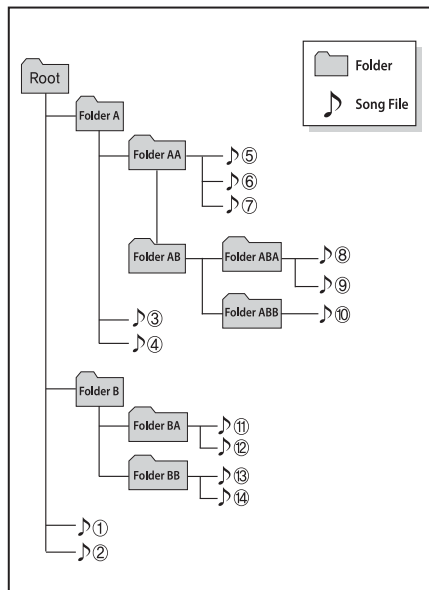 Folder
Root
Song File
Folder A
Folder AA
⑤
⑥
⑦
Folder AB
Folder ABA
⑧
⑨
Folder ABB
⑩
③
④
Folder B
Folder BA
⑪
⑫
Folder BB
⑬
⑭
①
②